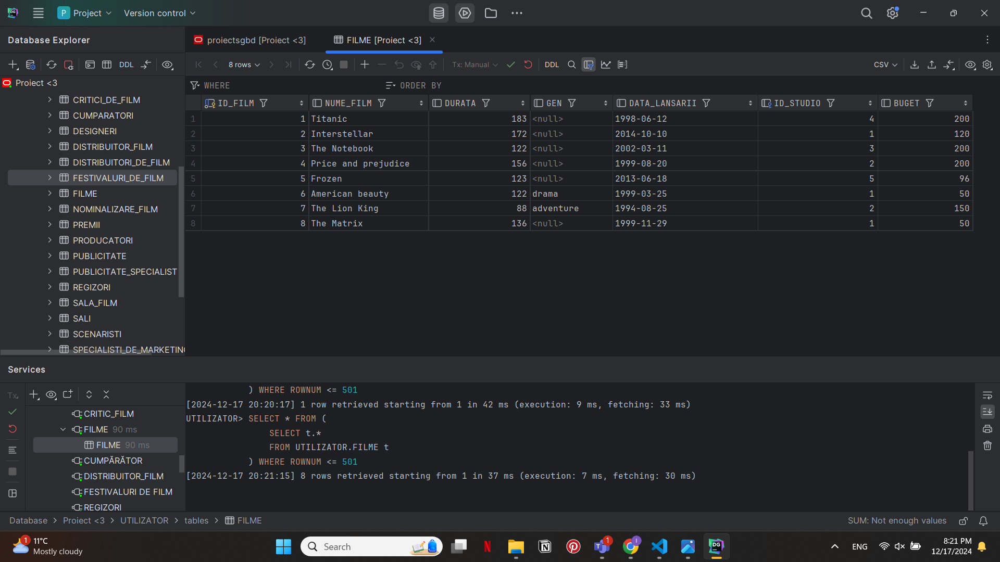 P Project Version control
Database Explorer
proiectsgbd [Proiect <3] FILME [Proiect <3]
DDL 8 rows Tx: Manual DDL CSV
Proiect <3
CRITICI_DE_FILM
CUMPARATORI
DESIGNERI
DISTRIBUITOR_FILM
DISTRIBUITORI_DE_FILM
FESTIVALURI_DE_FILM
FILME
NOMINALIZARE_FILM
PREMII
PRODUCATORI
PUBLICITATE
PUBLICITATE_SPECIALIST
REGIZORI
SALA_FILM
SALI
SCENARISTI
SPECIALISTI_DE_MARKETING
WHERE ORDER BY
ID_FILM NUME_FILM DURATA GEN DATA_LANSARII ID_STUDIO BUGET
1 1 Titanic 183 <null> 1998-06-12 4 200
2 2 Interstellar 172 <null> 2014-10-10 1 120
3 3 The Notebook 122 <null> 2002-03-11 3 200
4 4 Price and prejudice 156 <null> 1999-08-20 2 200
5 5 Frozen 123 <null> 2013-06-18 5 96
6 6 American beauty 122 drama 1999-03-25 1 50
7 7 The Lion King 88 adventure 1994-08-25 2 150
8 8 The Matrix 136 <null> 1999-11-29 1 50
Services
Tx
CRITIC_FILM
FILME 90 ms
FILME 90 ms
CUMPĂRĂTOR
DISTRIBUITOR_FILM
FESTIVALURI DE FILM
REGIZORI
) WHERE ROWNUM <= 501
[2024-12-17 20:20:17] 1 row retrieved starting from 1 in 42 ms (execution: 9 ms, fetching: 33 ms)
UTILIZATOR> SELECT * FROM (
SELECT t.*
FROM UTILIZATOR.FILME t
) WHERE ROWNUM <= 501
[2024-12-17 20:21:15] 8 rows retrieved starting from 1 in 37 ms (execution: 7 ms, fetching: 30 ms)
Database > Proiect <3 > UTILIZATOR > tables > FILME SUM: Not enough values
1 11°C
Mostly cloudy
Search
N
1
DG
ENG
8:21 PM
12/17/2024